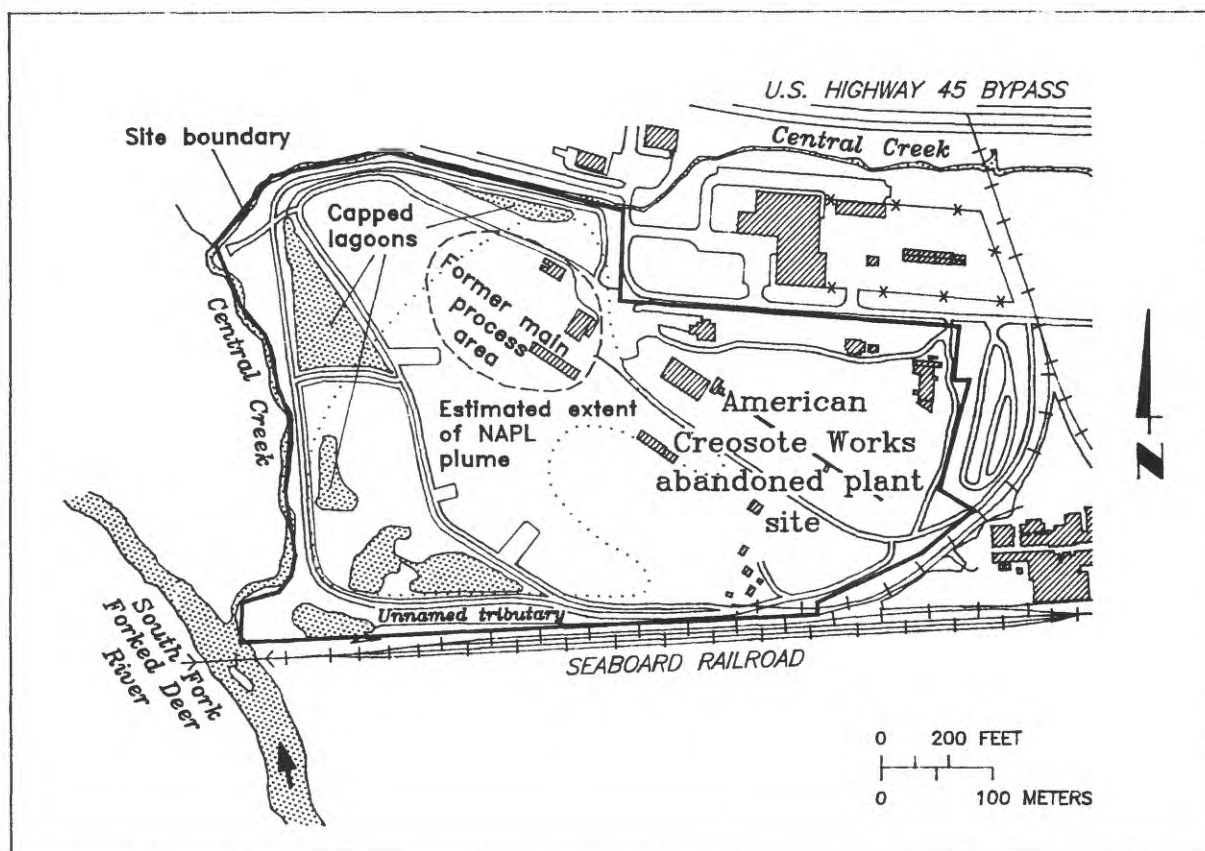 U.S. HIGHWAY 45 BYPASS
Site boundary
Central Creek
Capped
lagoons
Former main
process
area
Central Creek
Estimated extent
of NAPL
plume
American
Creosote Works
abandoned plant
site
N
Unnamed tributary
South Fork
Forked Deer
River
SEABOARD RAILROAD
0 200 FEET
0 100 METERS